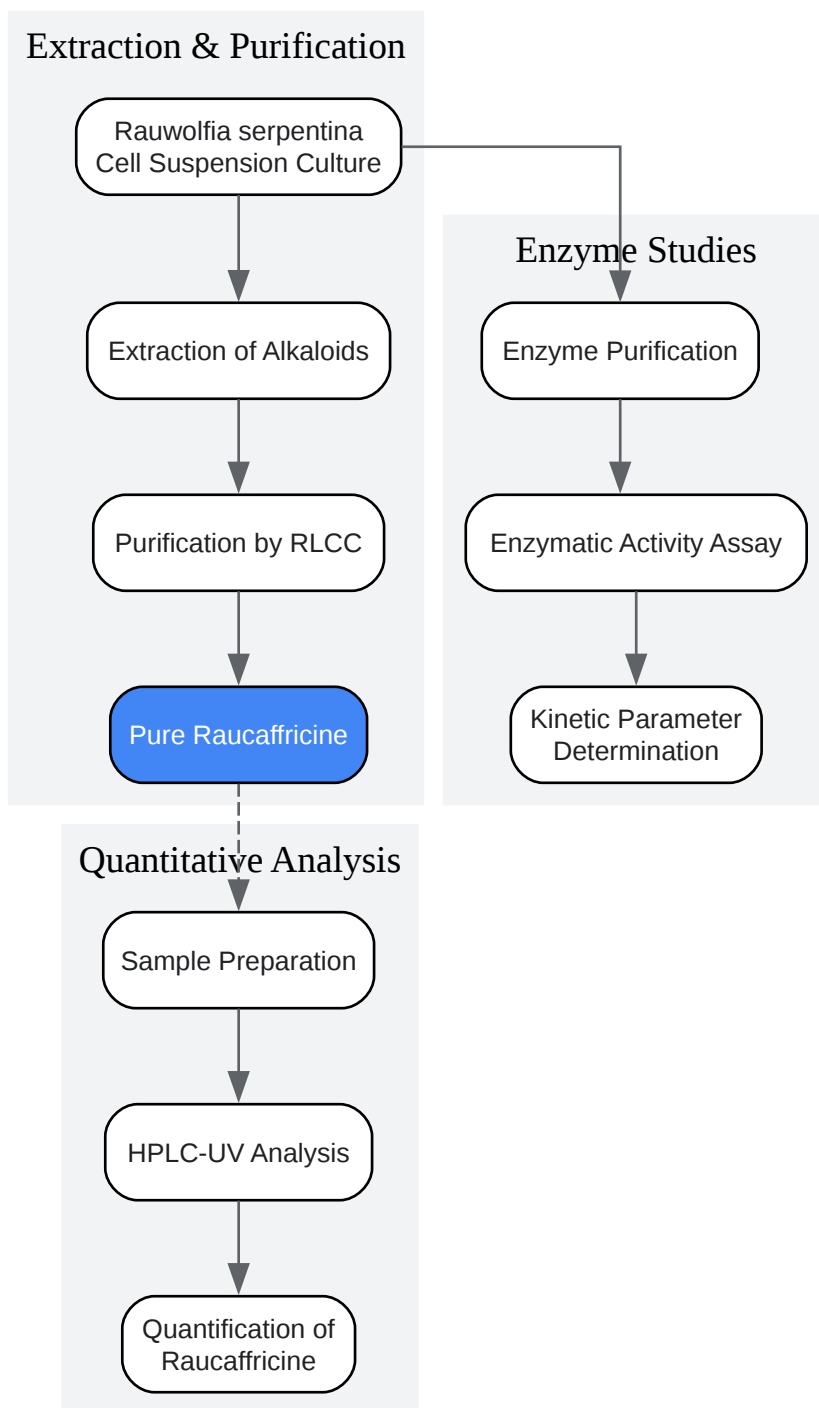 Extraction & Purification
Rauwolfia serpentina
Cell Suspension Culture
Extraction of Alkaloids
Purification by RLCC
Pure Raucaffricine
Enzyme Studies
Enzyme Purification
Enzymatic Activity Assay
Kinetic Parameter
Determination
Quantitative Analysis
Sample Preparation
HPLC-UV Analysis
Quantification of
Raucaffricine